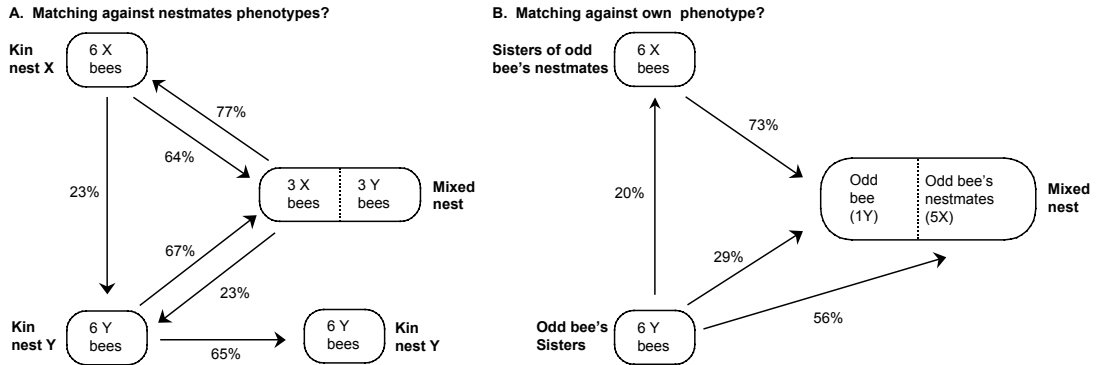 A. Matching against nestmates phenotypes?
Kin
nest X
6 X
bees
77%
64%
23%
3 X
bees
3 Y
bees
Mixed
nest
67%
23%
Kin
nest Y
6 Y
bees
65%
6 Y
bees
Kin
nest Y
B. Matching against own phenotype?
Sisters of odd
bee's nestmates
6 X
bees
73%
20%
Odd
bee
(1Y)
Odd bee's
nestmates
(5X)
Mixed
nest
29%
56%
Odd bee's
Sisters
6 Y
bees